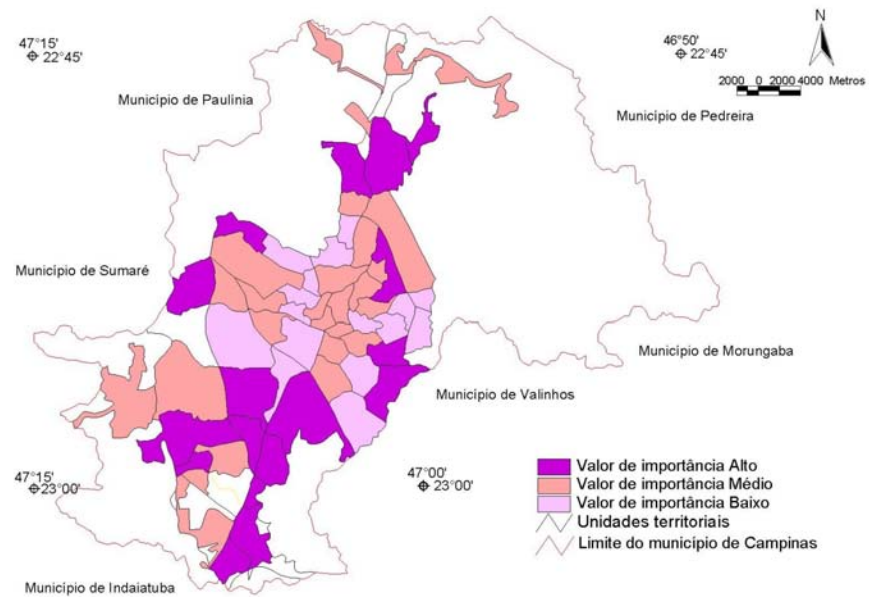 47°15'
22°45'
46°50'
22°45'
N
2000 0 2000 4000 Metros
Município de Paulinia
Município de Pedreira
Município de Sumaré
Município de Morungaba
Município de Valinhos
47°15'
23°00'
47°00'
23°00'
Valor de importância Alto
Valor de importância Médio
Valor de importância Baixo
Unidades territoriais
Limite do município de Campinas
Município de Indaiatuba